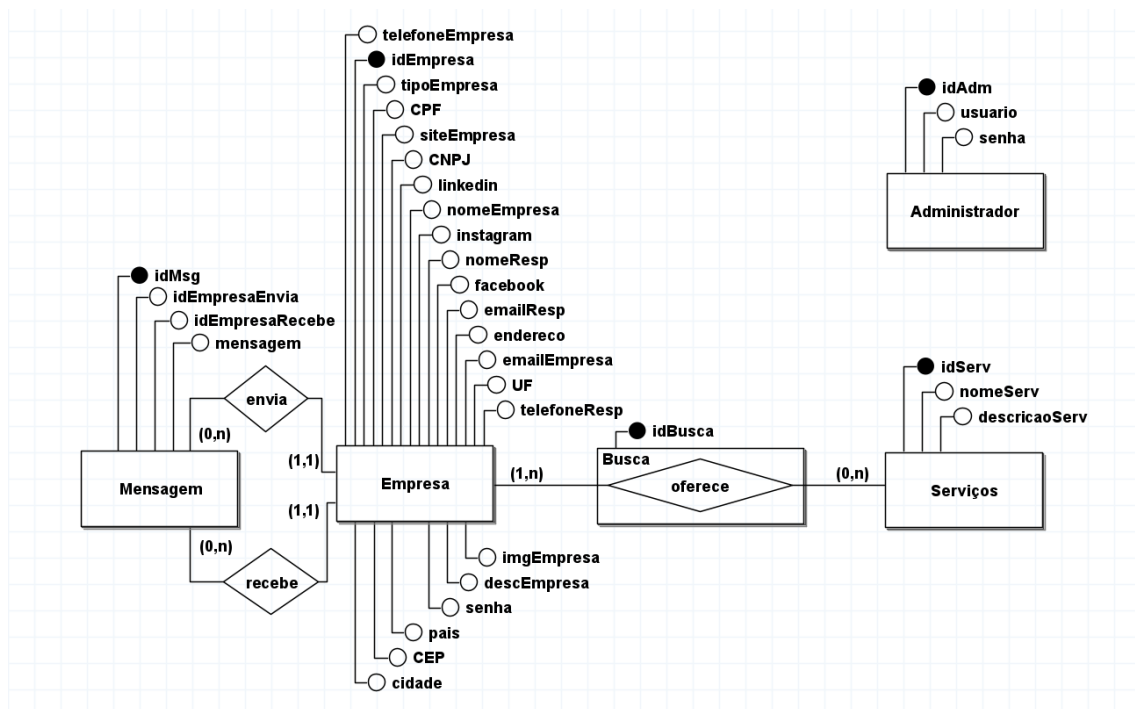 telefoneEmpresa
idEmpresa
tipoEmpresa
CPF
siteEmpresa
CNPJ
linkedin
nomeEmpresa
instagram
nomeResp
facebook
emailResp
endereco
emailEmpresa
UF
telefoneResp
idMsg
idEmpresaEnvia
idEmpresaRecebe
mensagem
envia
(0,n)
(1,1)
Mensagem
Empresa
(1,1)
(0,n)
recebe
(1,n)
idBusca
Busca
oferece
(0,n)
idAdm
usuario
senha
Administrador
idServ
nomeServ
descricaoServ
Serviços
imgEmpresa
descEmpresa
senha
pais
CEP
cidade